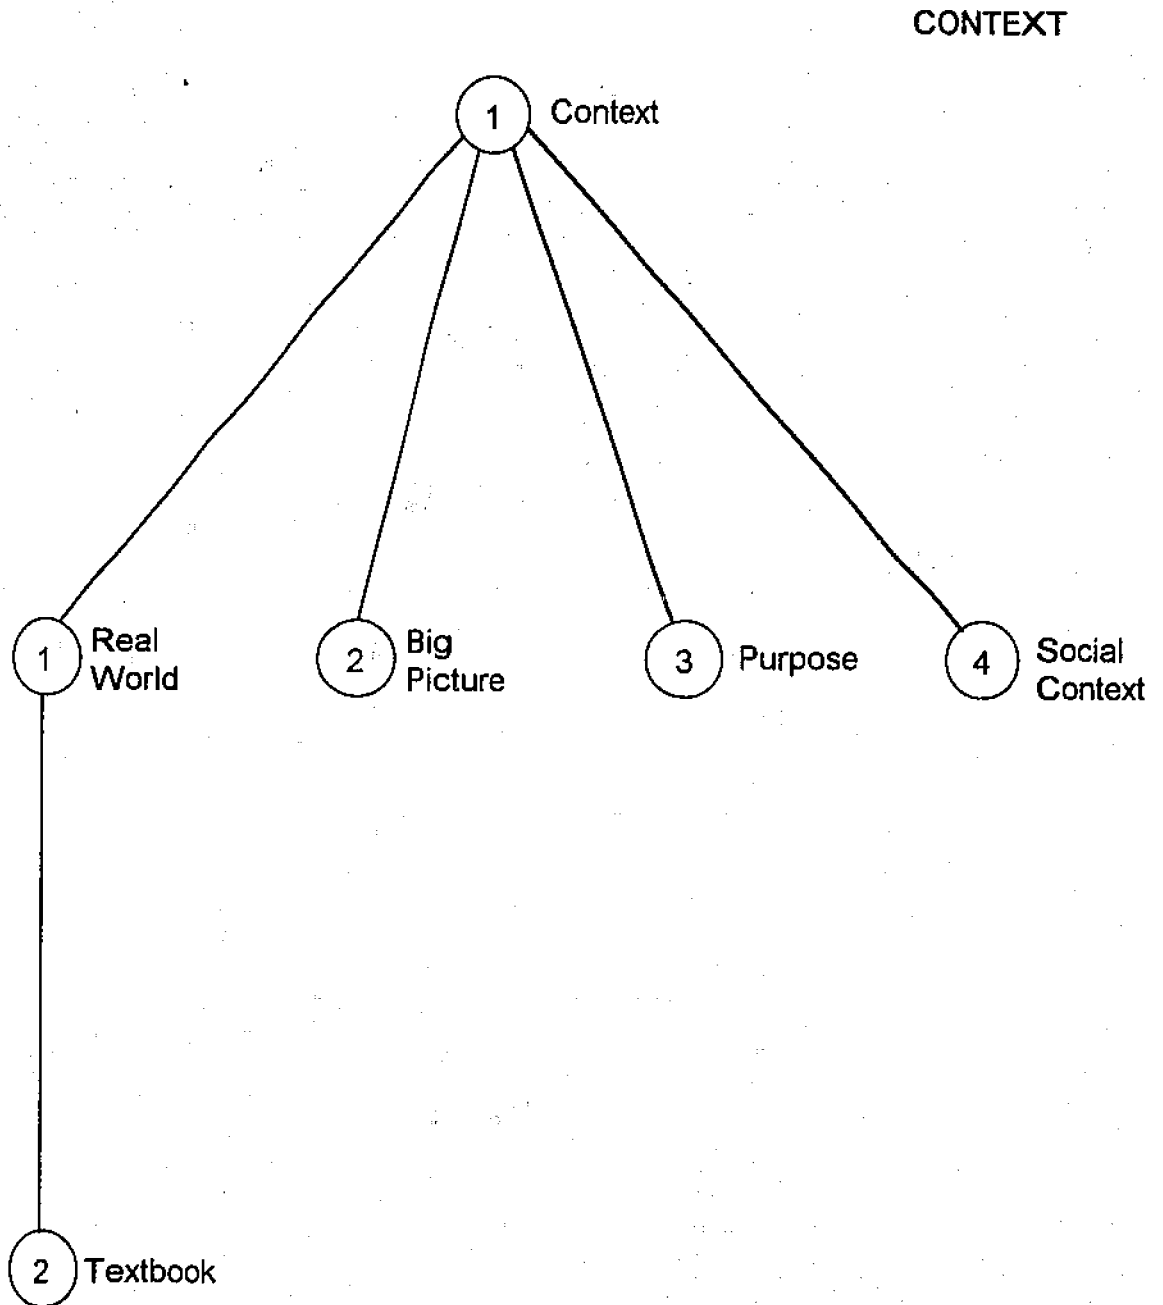 CONTEXT
1 Context
1 Real
World
2 Big
Picture
3 Purpose
4 Social
Context
2 Textbook